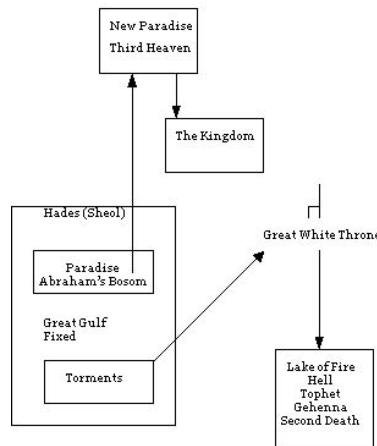 New Paradise
Third Heaven
The Kingdom
Hades (Sheol)
Great White Throne
Paradise
Abraham's Bosom
Great Gulf
Fixed
Torments
Lake of Fire
Hell
Tophet
Gehenna
Second Death